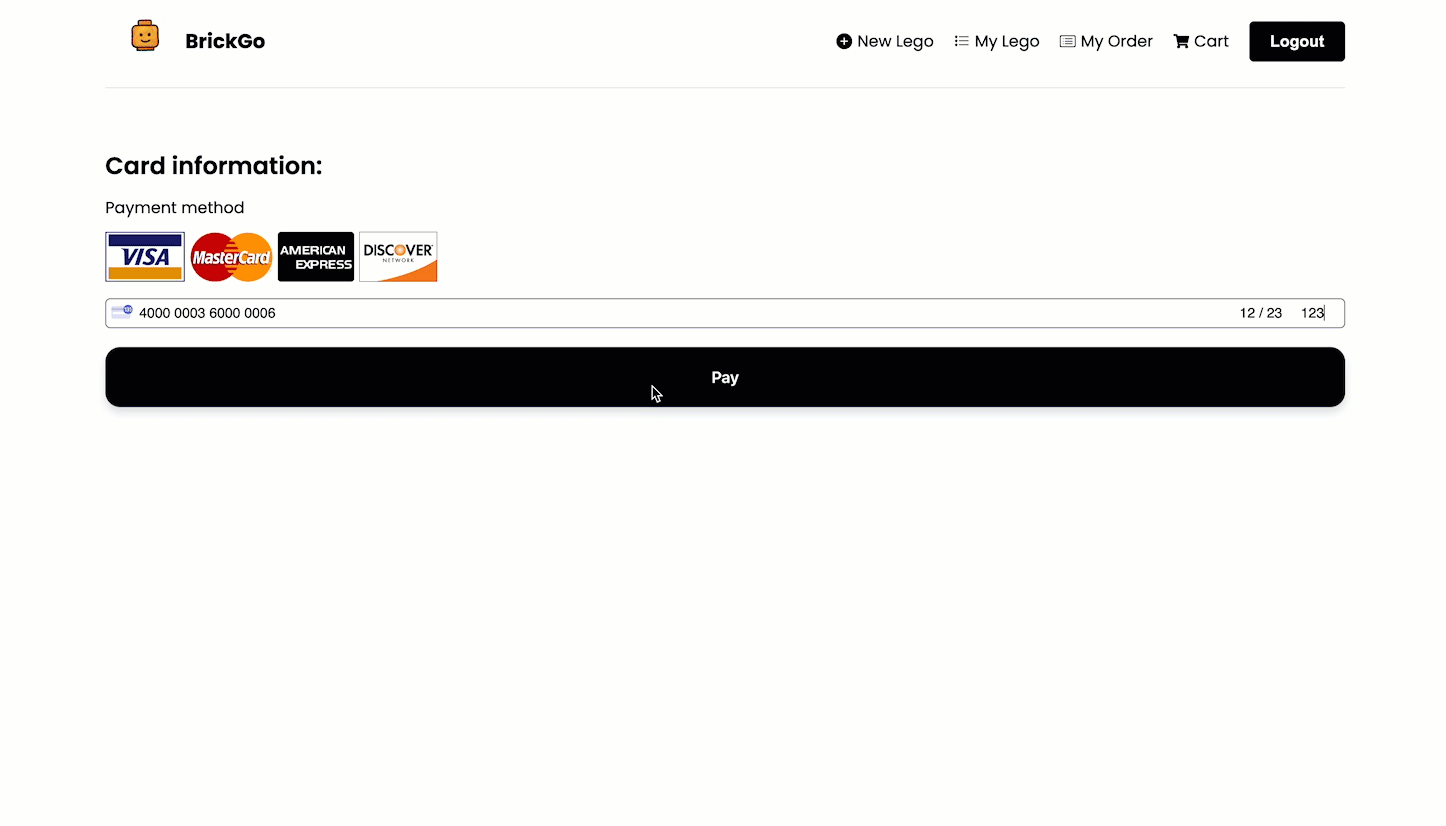 BrickGo
New Lego My Lego My Order Cart Logout
Card information:
Payment method
VISA MasterCard AMERICAN EXPRESS DISCOVER NETWORK
4000 0003 6000 0006 12 / 23 123
Pay